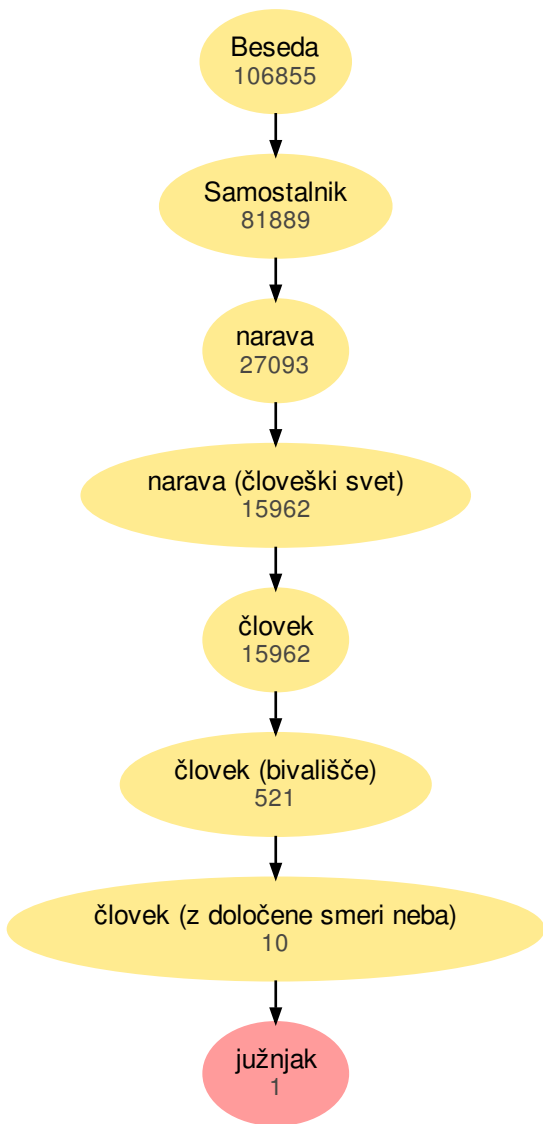 Beseda
106855
Samostalnik
81889
narava
27093
narava (človeški svet)
15962
človek
15962
človek (bivališče)
521
človek (z določene smeri neba)
10
južnjak
1